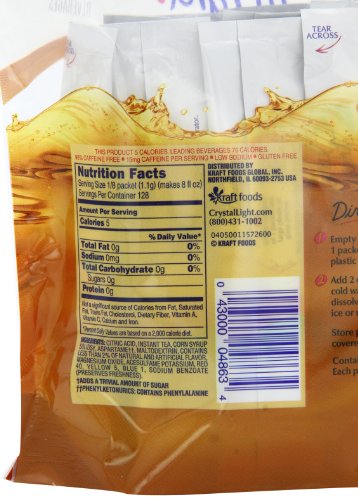 BEVERAGES
TEAR
ACROSS
THIS PRODUCT 5 CALORIES. LEADING BEVERAGES 70 CALORIES.
CAFFEINE FREE • 15mg CAFFEINE PER SERVING • LOW SODIUM • GLUTEN FREE
Nutrition Facts
Serving Size 1/8 packet (1.1g) (makes 8 fl oz)
Servings Per Container 128
Amount Per Serving
Calories 5
% Daily Value*
Total Fat 0g 0%
Sodium 0mg 0%
Total Carbohydrate 0g 0%
Sugars 0g
Protein 0g
Not a significant source of Calories from Fat, Saturated
Fat, Trans Fat, Cholesterol, Dietary Fiber, Vitamin A,
Vitamin C, Calcium and Iron.
*Percent Daily Values are based on a 2,000 calorie diet.
INGREDIENTS: CITRIC ACID, INSTANT TEA, CORN SYRUP
ASPARTAME††, MALTODEXTRIN, CONTAINS
LESS THAN 2% OF NATURAL AND ARTIFICIAL FLAVOR,
MAGNESIUM OXIDE, ACESULFAME POTASSIUM, RED
40, YELLOW 5, BLUE 1, SODIUM BENZOATE
(PRESERVES FRESHNESS).
†ADDS A TRIVIAL AMOUNT OF SUGAR
††PHENYLKETONURICS: CONTAINS PHENYLALANINE
DISTRIBUTED BY
KRAFT FOODS GLOBAL, INC.
NORTHFIELD, IL 60093-2753 USA
kraft foods
CrystalLight.com
(800)431-1002
04050011572600
© KRAFT FOODS
0 43000 04863 4
Dir
1 Empty
1 pack
plastic
2 Add 2
cold w
dissolv
ice or
Store
covere
Conta
Each p